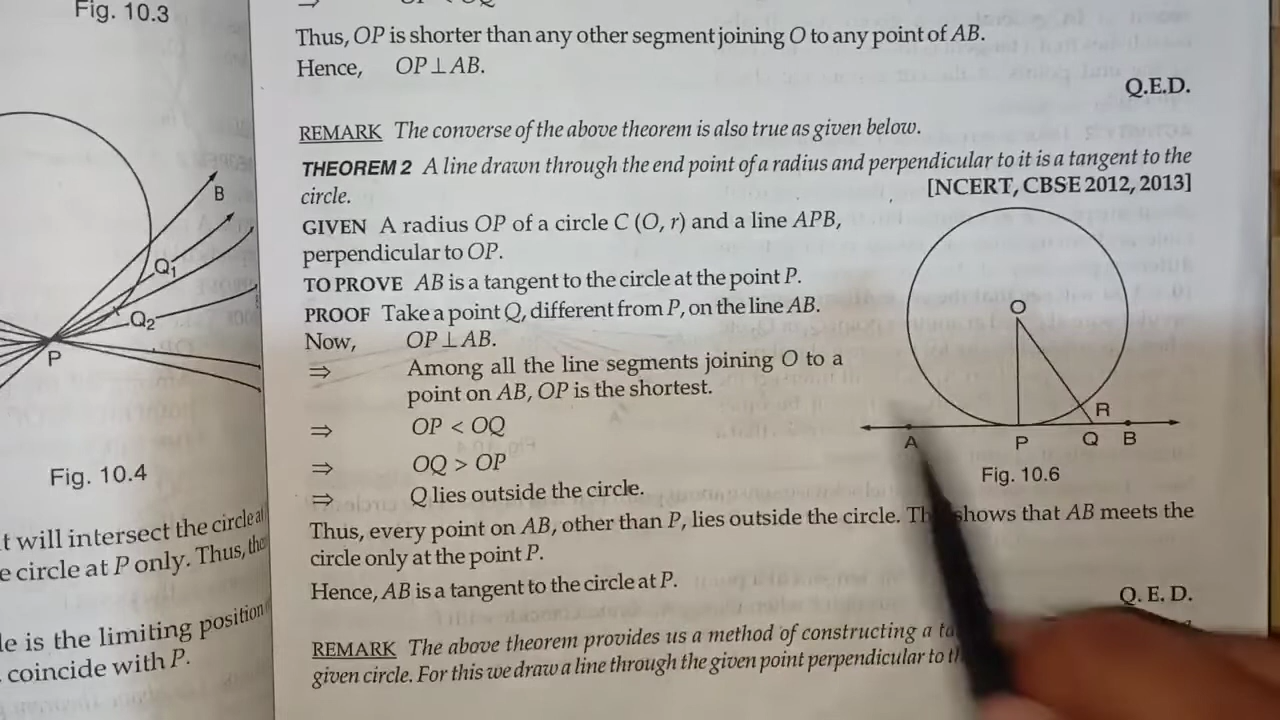 Fig. 10.3
B
Q1
Q2
P
Fig. 10.4
t will intersect the circle at
e circle at P only. Thus, the
le is the limiting position
coincide with P.
Thus, OP is shorter than any other segment joining O to any point of AB.
Hence, OP ⊥ AB.
Q.E.D.
REMARK The converse of the above theorem is also true as given below.
THEOREM 2 A line drawn through the end point of a radius and perpendicular to it is a tangent to the
circle. [NCERT, CBSE 2012, 2013]
GIVEN A radius OP of a circle C (O, r) and a line APB,
perpendicular to OP.
TO PROVE AB is a tangent to the circle at the point P.
PROOF Take a point Q, different from P, on the line AB.
Now, OP ⊥ AB.
⇒ Among all the line segments joining O to a
point on AB, OP is the shortest.
⇒ OP < OQ
⇒ OQ > OP
⇒ Q lies outside the circle.
O
R
A P Q B
Fig. 10.6
Thus, every point on AB, other than P, lies outside the circle. shows that AB meets the
circle only at the point P.
Hence, AB is a tangent to the circle at P.
Q. E. D.
REMARK The above theorem provides us a method of constructing a
given circle. For this we draw a line through the given point perpendicular to